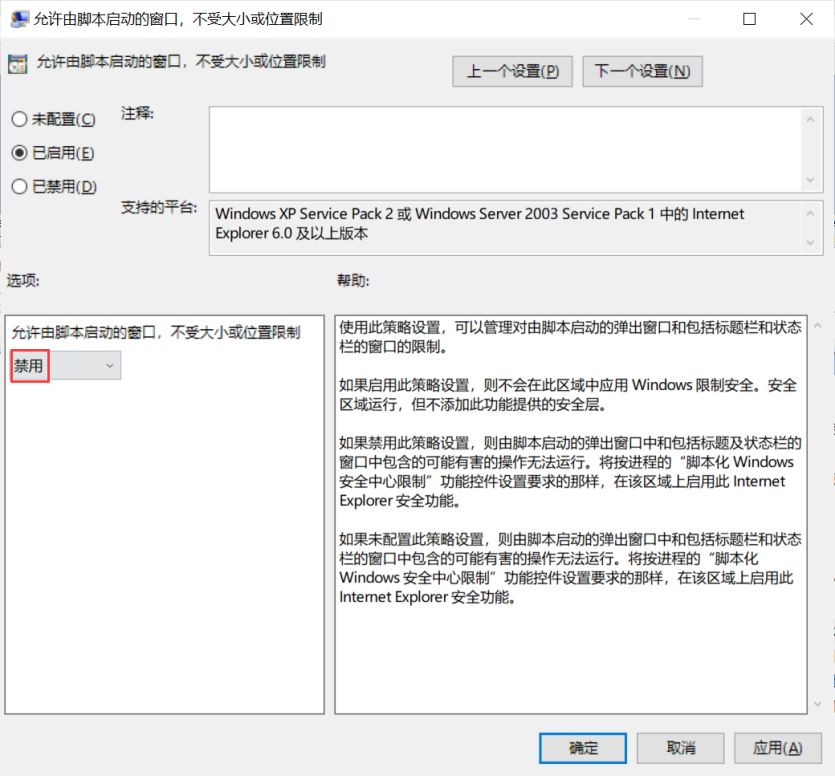 允许由脚本启动的窗口，不受大小或位置限制
允许由脚本启动的窗口，不受大小或位置限制
上一个设置(P)
下一个设置(N)
未配置(C)
已启用(E)
已禁用(D)
注释:
支持的平台:
Windows XP Service Pack 2 或 Windows Server 2003 Service Pack 1 中的 Internet
Explorer 6.0 及以上版本
选项:
帮助:
允许由脚本启动的窗口，不受大小或位置限制
禁用
使用此策略设置，可以管理对由脚本启动的弹出窗口和包括标题栏和状态
栏的窗口的限制。
如果启用此策略设置，则不会在此区域中应用 Windows 限制安全。安全
区域运行，但不添加此功能提供的安全层。
如果禁用此策略设置，则由脚本启动的弹出窗口中和包括标题及状态栏的
窗口中包含的可能有害的操作无法运行。将按进程的“脚本化 Windows
安全中心限制”功能控件设置要求的那样，在该区域上启用此 Internet
Explorer 安全功能。
如果未配置此策略设置，则由脚本启动的弹出窗口中和包括标题栏和状态
栏的窗口中包含的可能有害的操作无法运行。将按进程的“脚本化
Windows 安全中心限制”功能控件设置要求的那样，在该区域上启用此
Internet Explorer 安全功能。
确定
取消
应用(A)